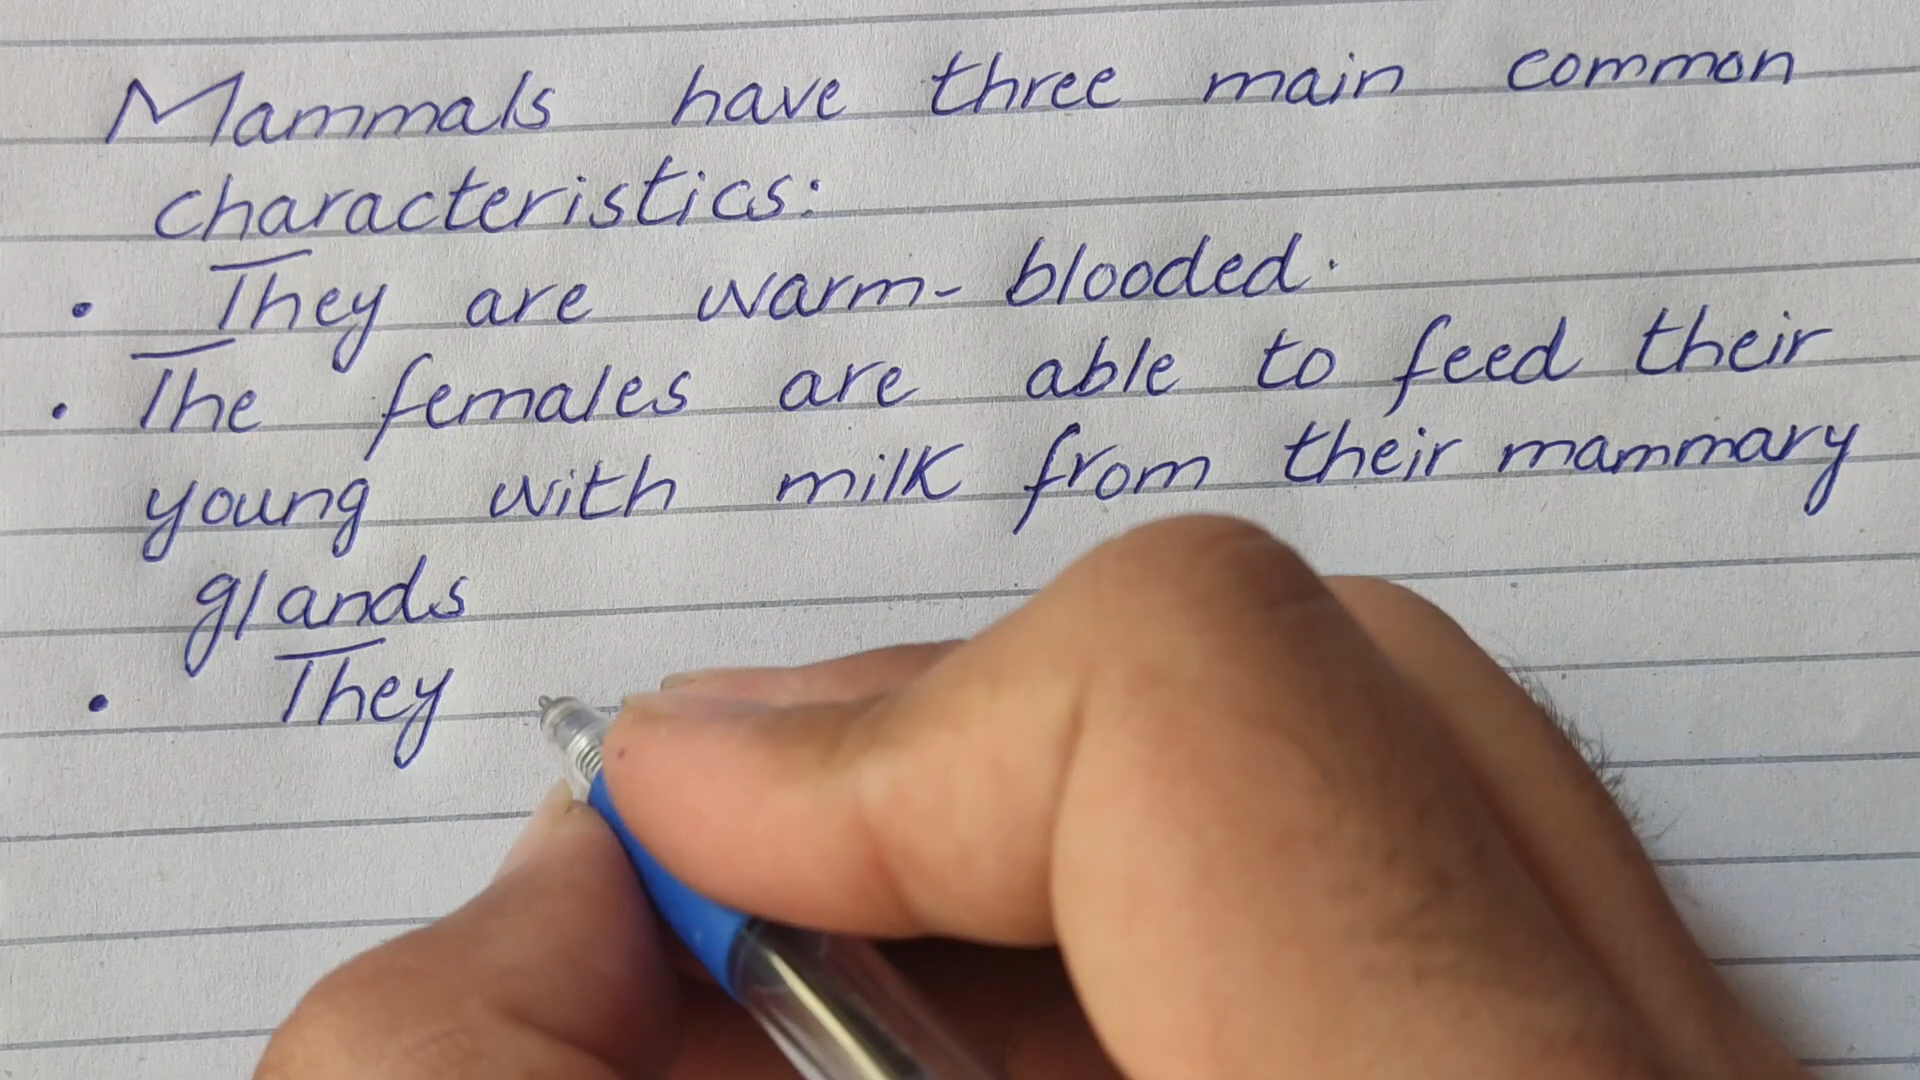 Mammals have three main common
characteristics:
• They are warm-blooded.
• The females are able to feed their
young with milk from their mammary
glands
• They